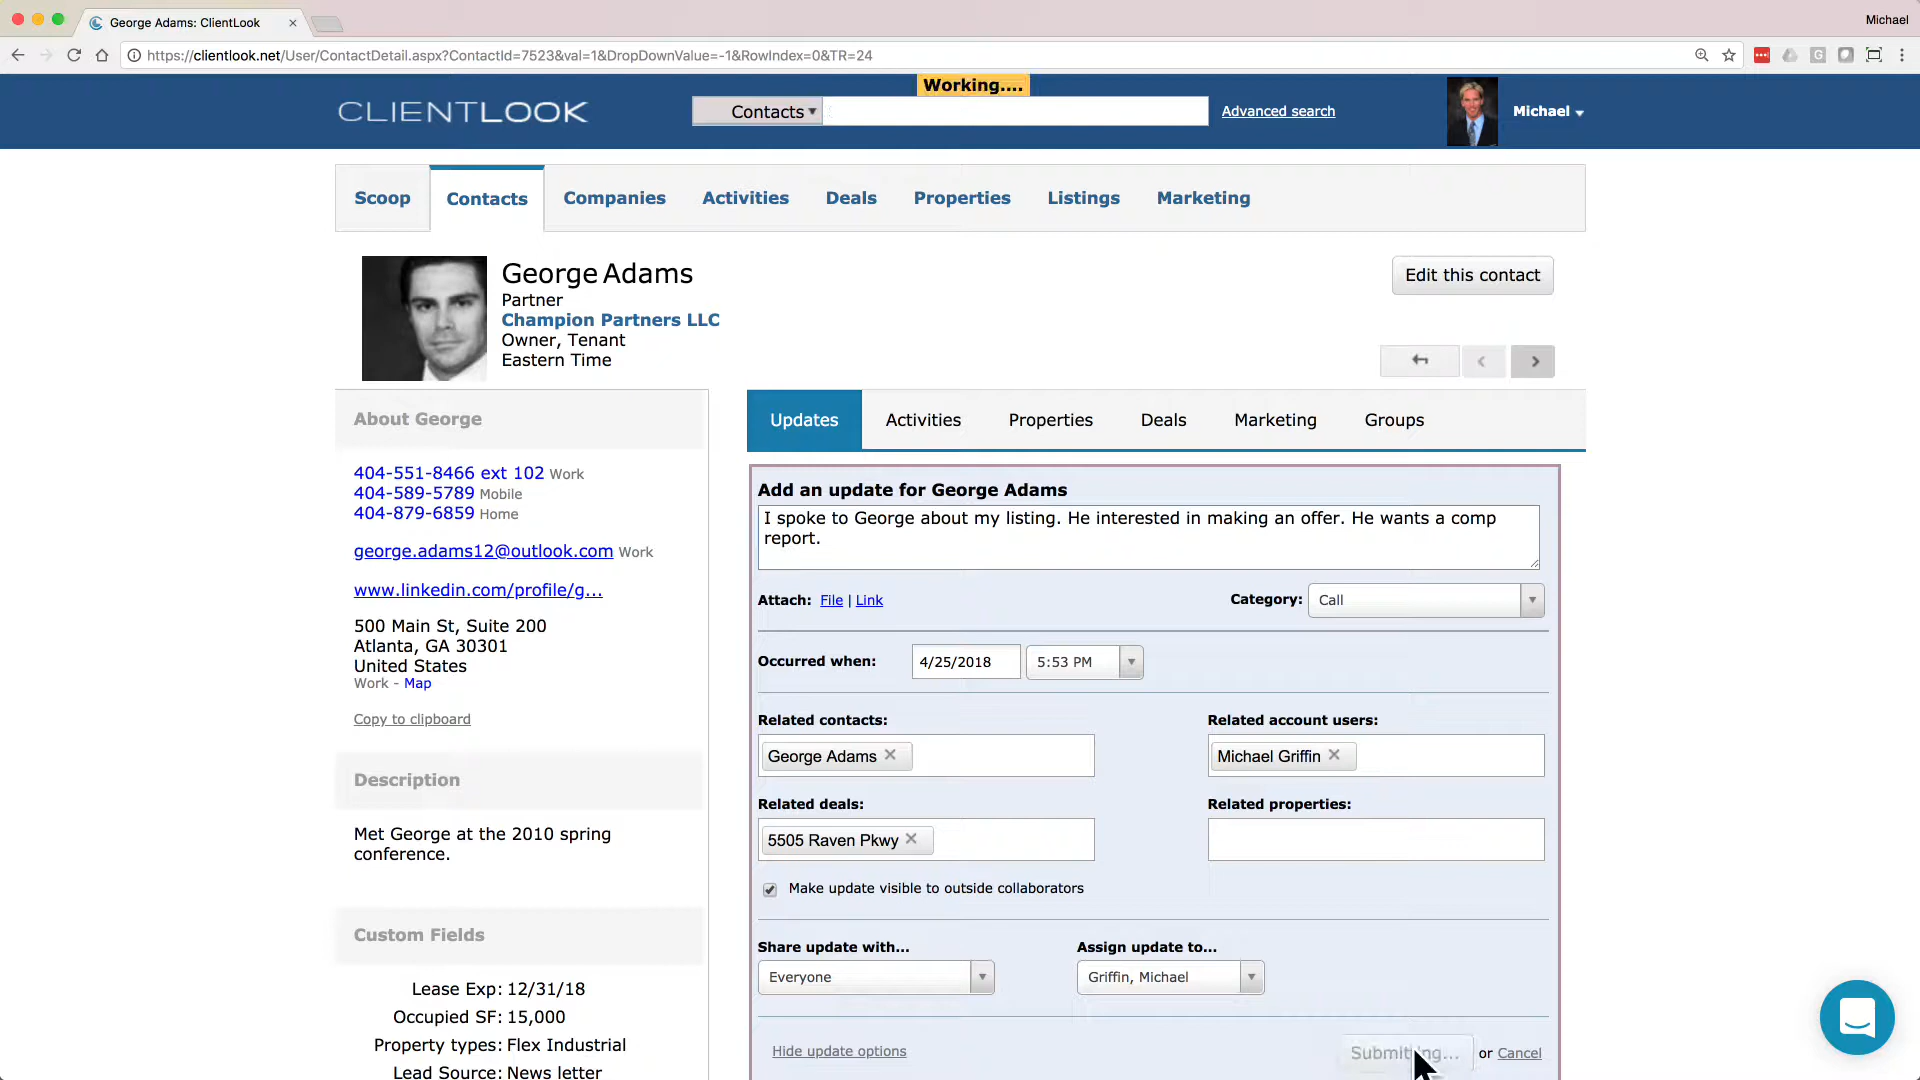 George Adams: ClientLook
Michael
https://clientlook.net/User/ContactDetail.aspx?ContactId=7523&val=1&DropDownValue=-1&RowIndex=0&TR=24
Working....
CLIENTLOOK
Contacts
Advanced search
Michael
Scoop
Contacts
Companies
Activities
Deals
Properties
Listings
Marketing
George Adams
Partner
Champion Partners LLC
Owner, Tenant
Eastern Time
Edit this contact
About George
404-551-8466 ext 102 Work
404-589-5789 Mobile
404-879-6859 Home
george.adams12@outlook.com Work
www.linkedin.com/profile/g...
500 Main St, Suite 200
Atlanta, GA 30301
United States
Work - Map
Copy to clipboard
Description
Met George at the 2010 spring
conference.
Custom Fields
Lease Exp: 12/31/18
Occupied SF: 15,000
Property types: Flex Industrial
Lead Source: News letter
Updates
Activities
Properties
Deals
Marketing
Groups
Add an update for George Adams
I spoke to George about my listing. He interested in making an offer. He wants a comp
report.
Attach: File | Link
Category: Call
Occurred when: 4/25/2018 5:53 PM
Related contacts:
George Adams
Related account users:
Michael Griffin
Related deals:
5505 Raven Pkwy
Related properties:
Make update visible to outside collaborators
Share update with...
Everyone
Assign update to...
Griffin, Michael
Hide update options
Submitting... or Cancel